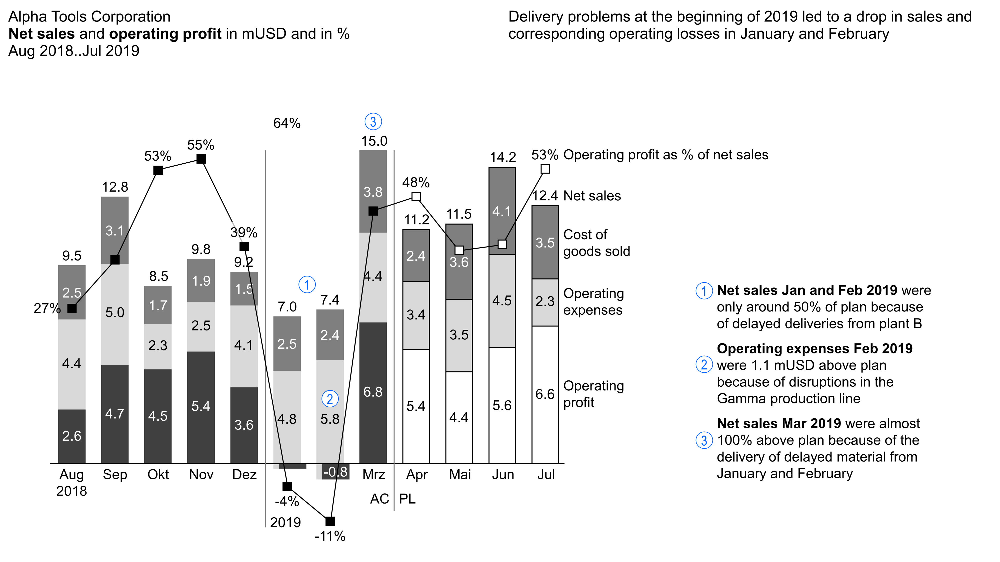 Alpha Tools Corporation
Net sales and operating profit in mUSD and in %
Aug 2018..Jul 2019
Delivery problems at the beginning of 2019 led to a drop in sales and
corresponding operating losses in January and February
64%
3
15.0
55%
53%
53% Operating profit as % of net sales
14.2
48%
12.8
3.8
12.4 Net sales
4.1
11.5
11.2
3.1
39%
Cost of
goods sold
3.5
9.8
9.5
9.2
2.4
3.6
8.5
4.4
1.9
1.5
1
2.5
27%
1.7
7.0
7.4
5.0
2.5
2.3
4.1
2.5
2.4
3.4
3.5
4.5
2.3
Operating
expenses
4.4
2
4.8
5.8
6.8
2.6
4.7
4.5
5.4
3.6
5.4
4.4
5.6
6.6
Operating
profit
-0.8
Aug
2018
Sep
Okt
Nov
Dez
Mrz
Apr
Mai
Jun
Jul
-4%
AC
PL
2019
-11%
1
Net sales Jan and Feb 2019 were
only around 50% of plan because
of delayed deliveries from plant B
2
Operating expenses Feb 2019
were 1.1 mUSD above plan
because of disruptions in the
Gamma production line
3
Net sales Mar 2019 were almost
100% above plan because of the
delivery of delayed material from
January and February